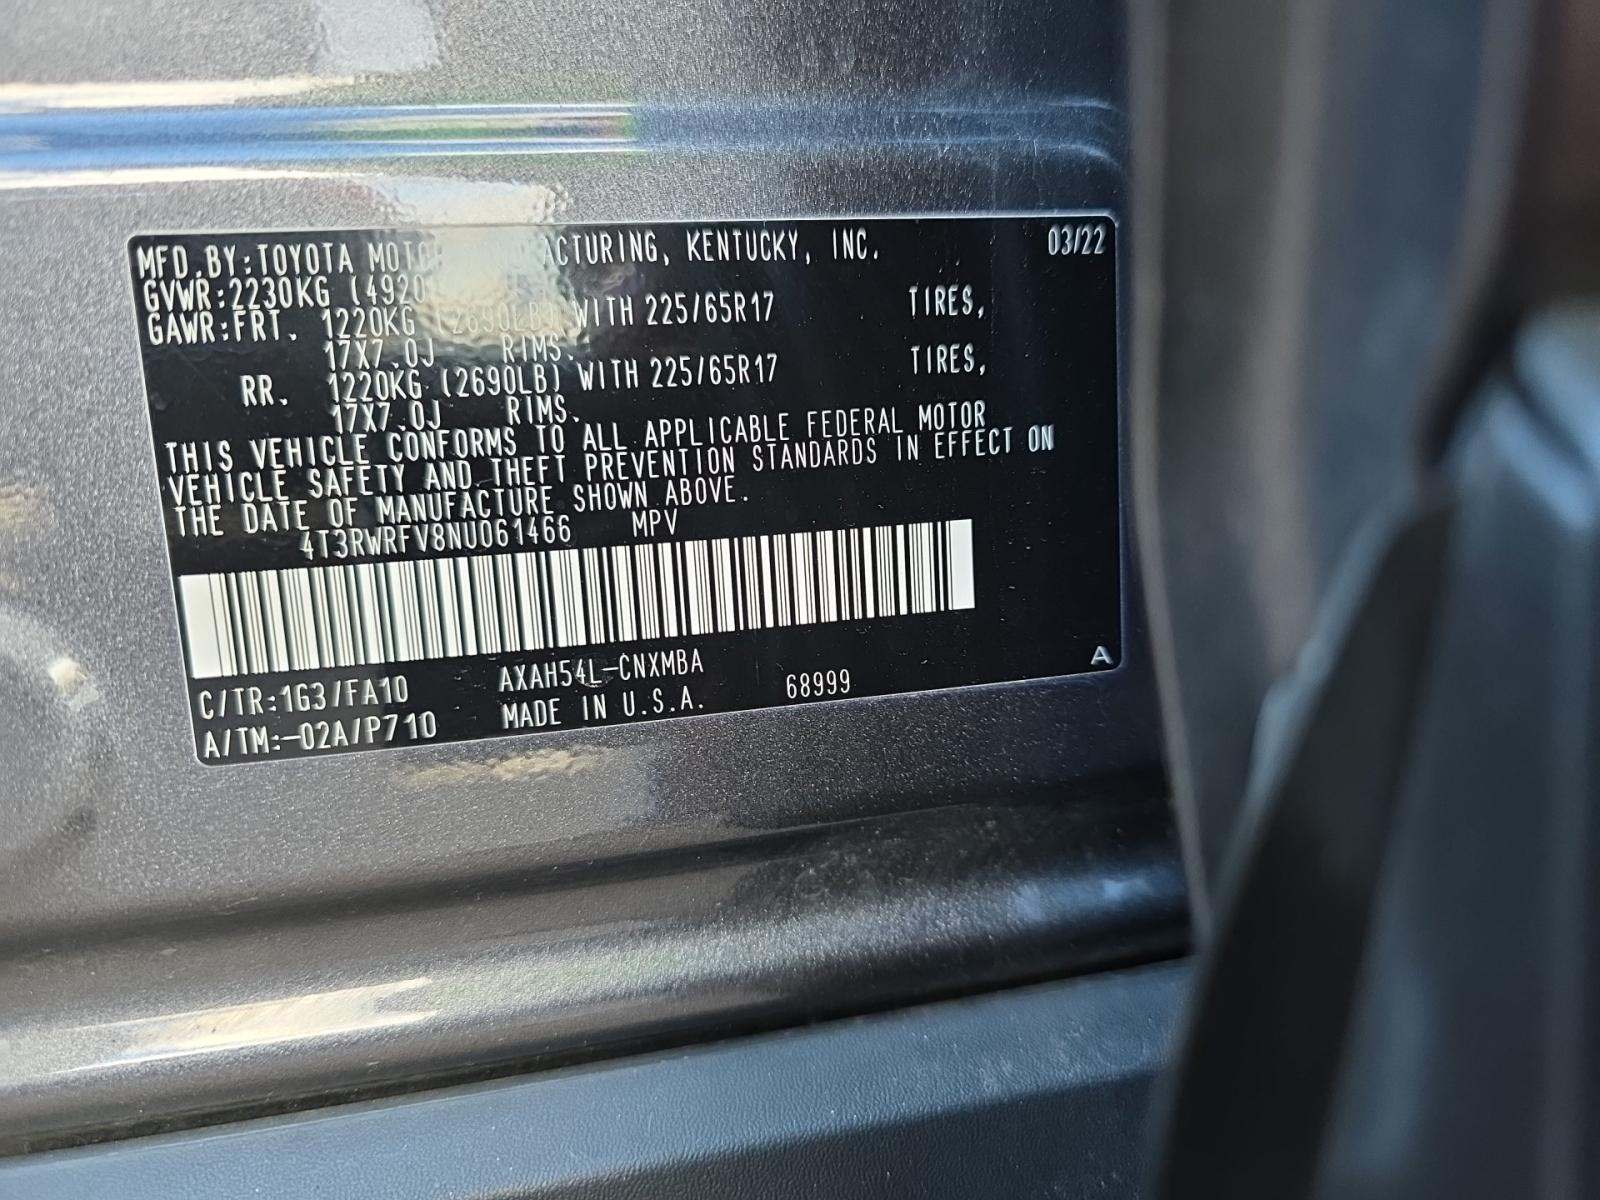 MFD.BY:TOYOTA MOTOR MANUFACTURING, KENTUCKY, INC. 03/22
GVWR:2230KG (4920
GAWR:FRT. 1220KG (2690LB) WITH 225/65R17 TIRES,
17X7.0J RIMS.
RR. 1220KG (2690LB) WITH 225/65R17 TIRES,
17X7.0J RIMS.
THIS VEHICLE CONFORMS TO ALL APPLICABLE FEDERAL MOTOR
VEHICLE SAFETY AND THEFT PREVENTION STANDARDS IN EFFECT ON
THE DATE OF MANUFACTURE SHOWN ABOVE.
4T3RWRFV8NU061466 MPV
C/TR:1G3/FA10 AXAH54L-CNXMBA A
A/TM:-02A/P710 MADE IN U.S.A. 68999